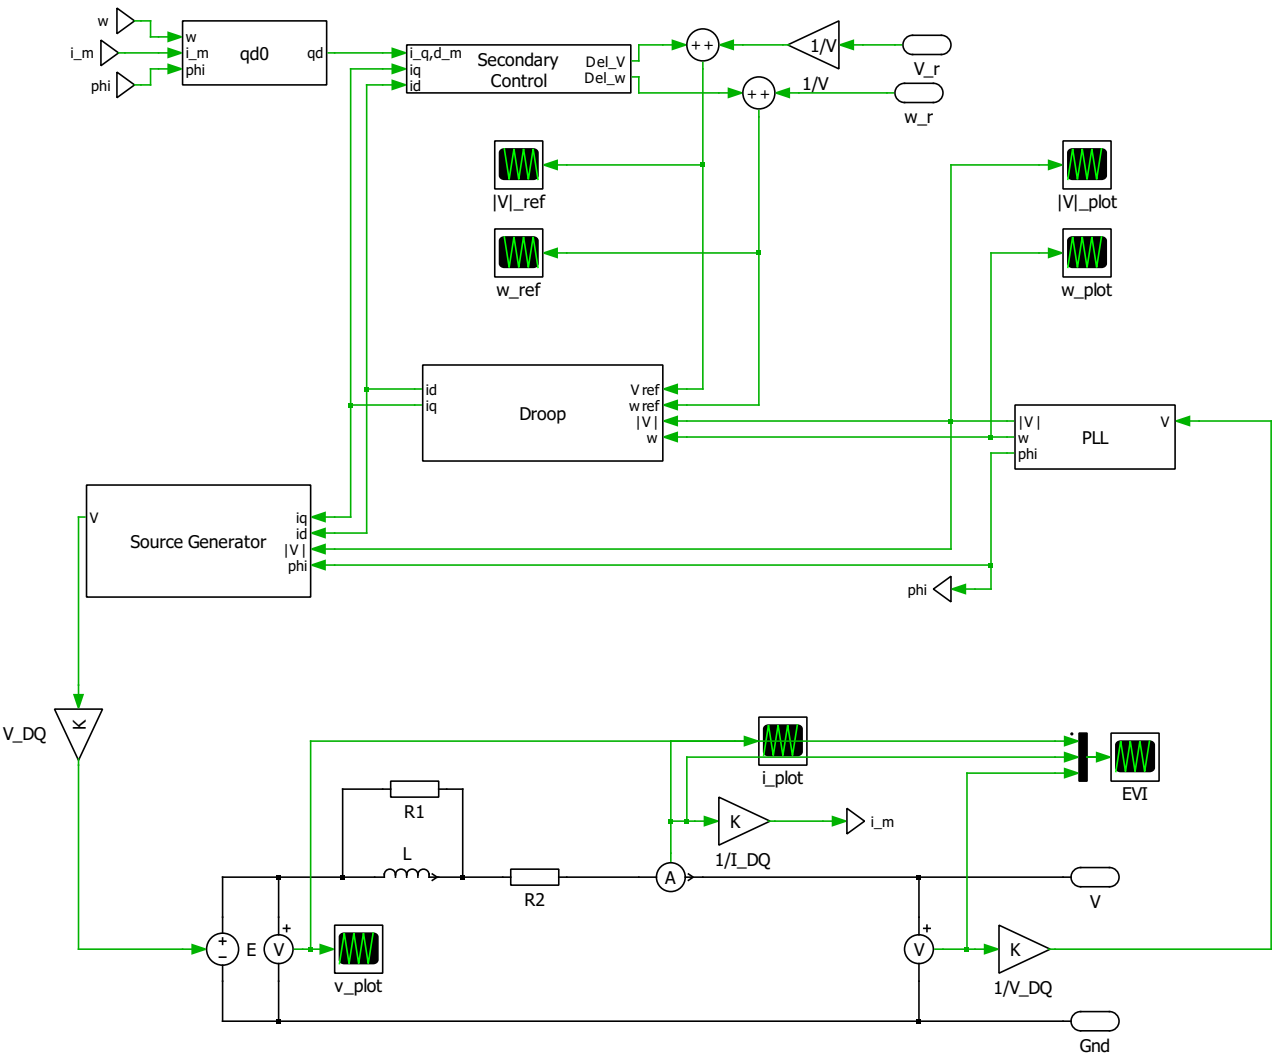 w
i_m
phi
w
i_m
phi
qd0
qd
i_q,d_m
iq
id
Secondary
Control
Del_V
Del_w
++
++
1/V
1/V
V_r
w_r
|V|_ref
w_ref
|V|_plot
w_plot
id
iq
Droop
V ref
w ref
|V|
w
|V|
w
phi
PLL
V
V
Source Generator
iq
id
|V|
phi
phi
V_DQ
K
i_plot
EVI
R1
K
i_m
1/I_DQ
L
R2
A
V
+
−
E
+
V
v_plot
+
V
K
1/V_DQ
Gnd